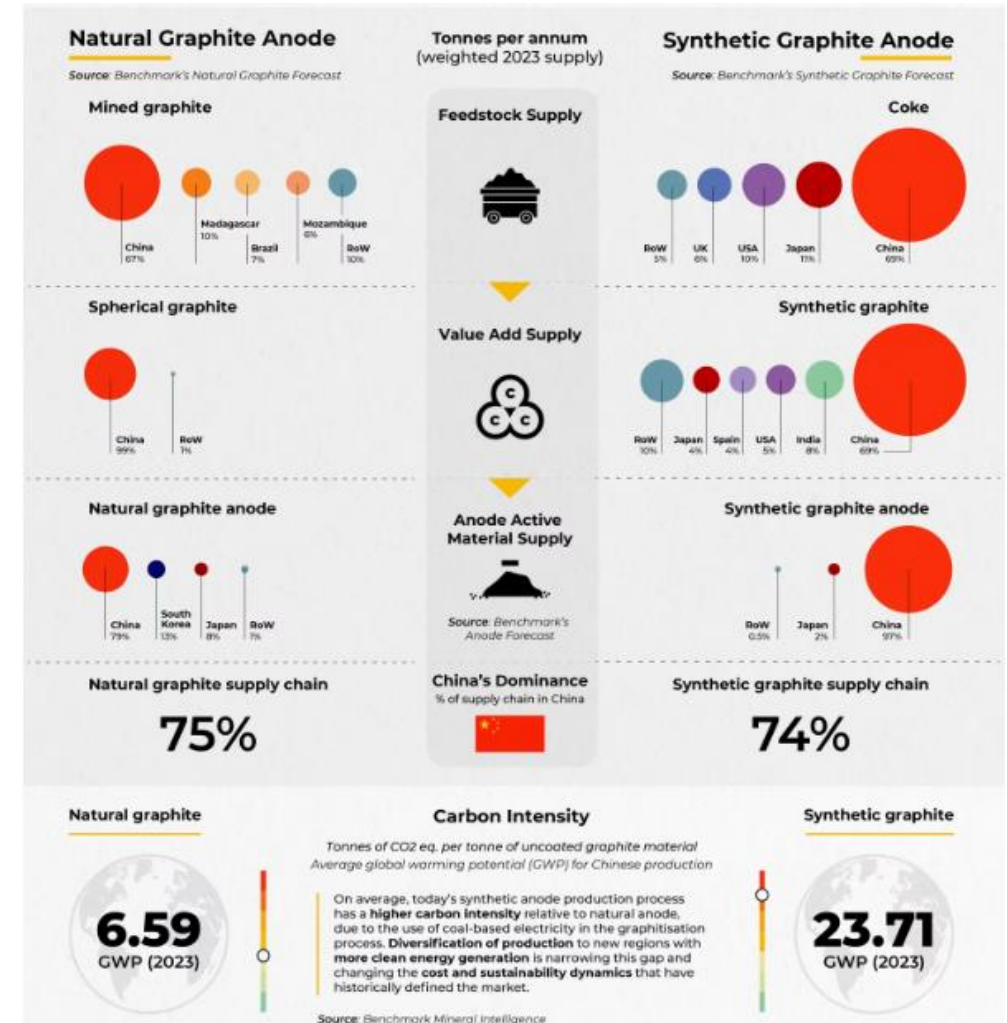 Natural Graphite Anode
Source: Benchmark's Natural Graphite Forecast
Tonnes per annum
(weighted 2023 supply)
Synthetic Graphite Anode
Source: Benchmark's Synthetic Graphite Forecast
Mined graphite
China
67%
Madagascar
10%
Brazil
7%
Mozambique
6%
RoW
10%
Feedstock Supply
Coke
RoW
5%
UK
6%
USA
10%
Japan
11%
China
69%
Spherical graphite
China
99%
RoW
1%
Value Add Supply
C
C
C
Synthetic graphite
RoW
10%
Japan
4%
Spain
4%
USA
5%
India
8%
China
69%
Natural graphite anode
China
79%
South
Korea
13%
Japan
8%
RoW
1%
Anode Active
Material Supply
Source: Benchmark's
Anode Forecast
Synthetic graphite anode
RoW
0.5%
Japan
2%
China
97%
Natural graphite supply chain
75%
China's Dominance
% of supply chain in China
Synthetic graphite supply chain
74%
Natural graphite
6.59
GWP (2023)
Carbon Intensity
Tonnes of CO2 eq. per tonne of uncoated graphite material
Average global warming potential (GWP) for Chinese production
On average, today's synthetic anode production process
has a higher carbon intensity relative to natural anode,
due to the use of coal-based electricity in the graphitisation
process. Diversification of production to new regions with
more clean energy generation is narrowing this gap and
changing the cost and sustainability dynamics that have
historically defined the market.
Source: Benchmark Mineral Intelligence
Synthetic graphite
23.71
GWP (2023)